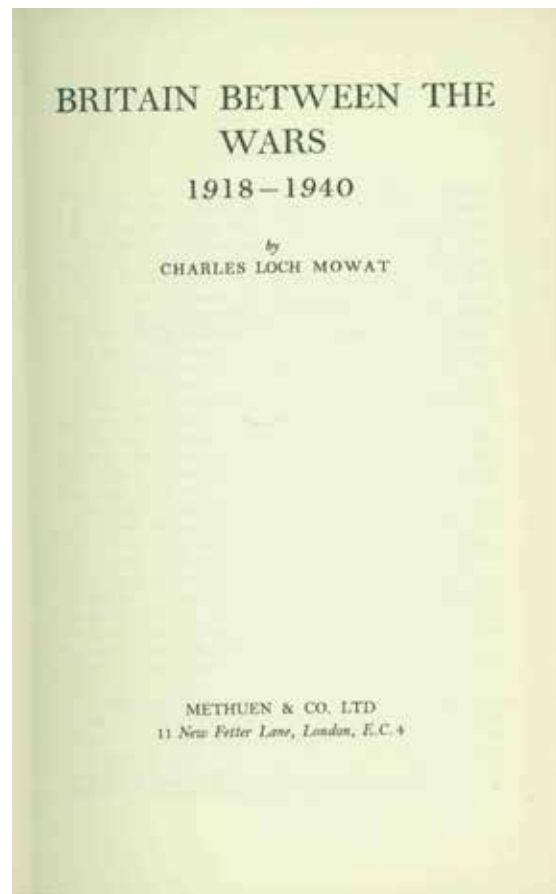 BRITAIN BETWEEN THE
WARS
1918–1940
by
CHARLES LOCH MOWAT
METHUEN & CO. LTD
11 New Fetter Lane, London, E.C.4